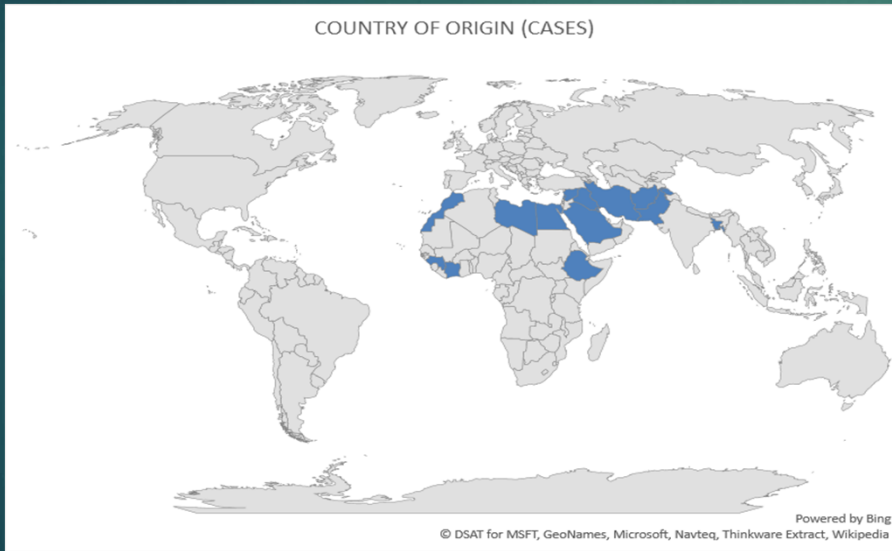 COUNTRY OF ORIGIN (CASES)
Powered by Bing
© DSAT for MSFT, GeoNames, Microsoft, Navteq, Thinkware Extract, Wikipedia